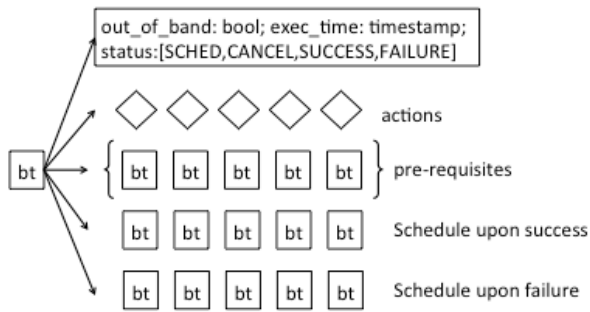 out_of_band: bool; exec_time: timestamp;
status:[SCHED,CANCEL,SUCCESS,FAILURE]
actions
bt
bt bt bt bt bt
pre-requisites
bt bt bt bt bt
Schedule upon success
bt bt bt bt bt
Schedule upon failure